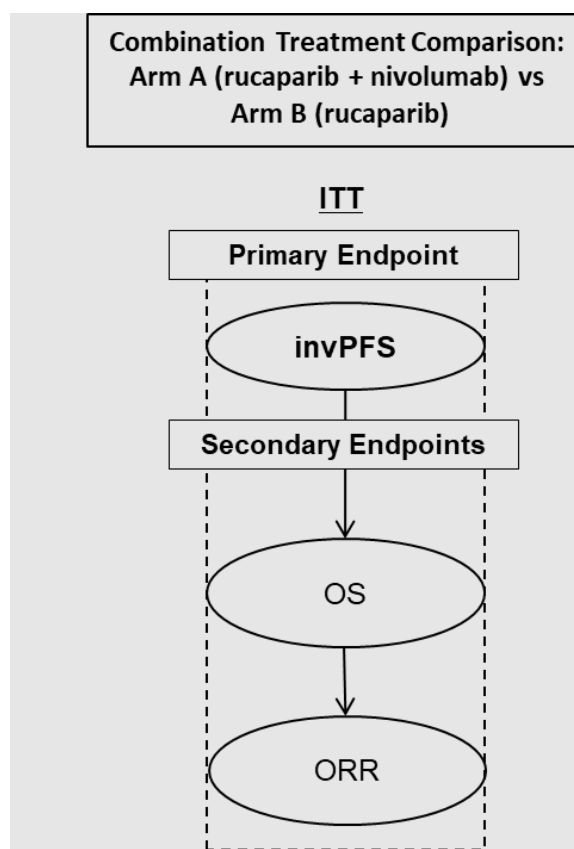 Combination Treatment Comparison:
Arm A (rucaparib + nivolumab) vs
Arm B (rucaparib)
ITT
Primary Endpoint
invPFS
Secondary Endpoints
OS
ORR